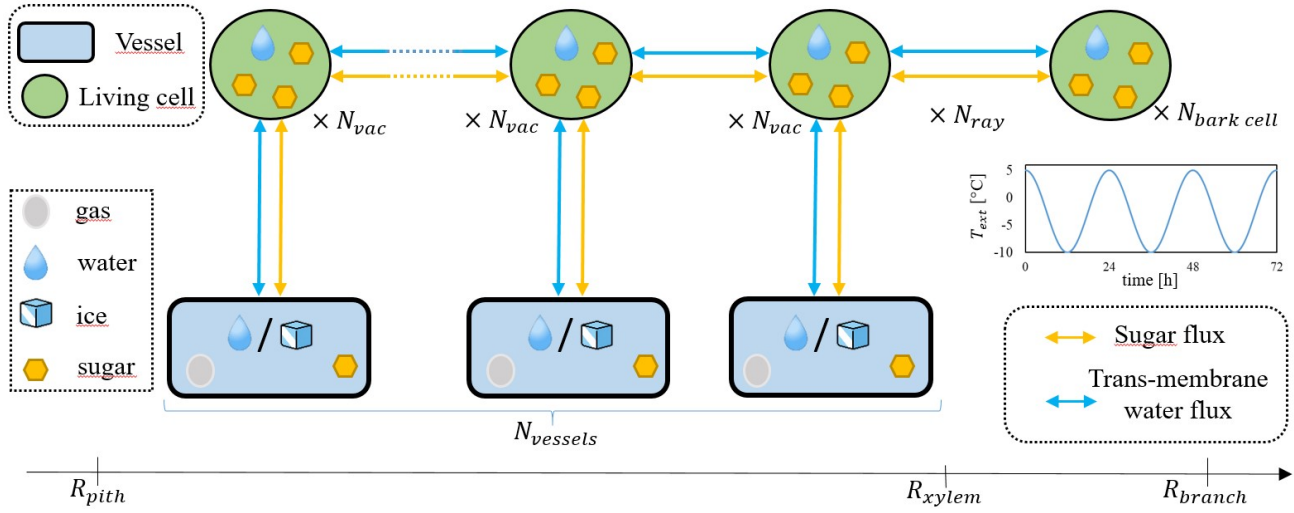 Vessel
Living cell
× N_vac
× N_vac
× N_vac
× N_ray
× N_bark cell
gas
water
ice
sugar
/
/
/
N_vessels
T_ext [°C]
5
0
-5
-10
0 24 48 72
time [h]
Sugar flux
Trans-membrane
water flux
R_pith
R_xylem
R_branch